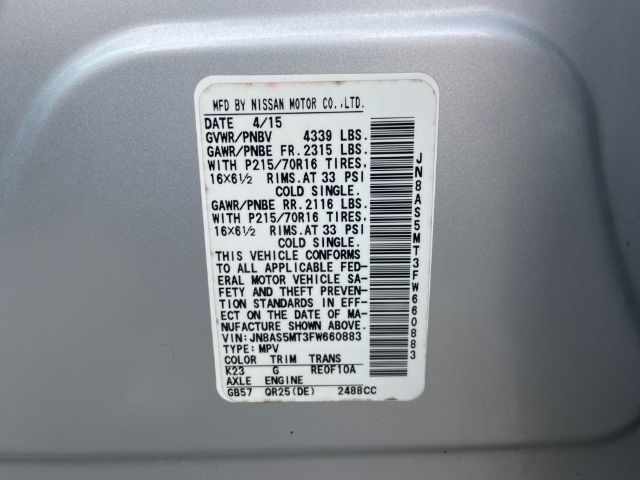 MFD BY NISSAN MOTOR CO.,LTD.
DATE 4/15
GVWR/PNBV 4339 LBS.
GAWR/PNBE FR. 2315 LBS.
WITH P215/70R16 TIRES,
16×6½ RIMS.AT 33 PSI
COLD SINGLE.
GAWR/PNBE RR. 2116 LBS.
WITH P215/70R16 TIRES,
16×6½ RIMS.AT 33 PSI
COLD SINGLE.
THIS VEHICLE CONFORMS
TO ALL APPLICABLE FED-
ERAL MOTOR VEHICLE SA-
FETY AND THEFT PREVEN-
TION STANDARDS IN EFF-
ECT ON THE DATE OF MA-
NUFACTURE SHOWN ABOVE.
VIN: JN8AS5MT3FW660883
TYPE: MPV
COLOR TRIM TRANS
K23 G RE0F10A
AXLE ENGINE
GB57 QR25(DE) 2488CC
JN8AS5MT3FW660883